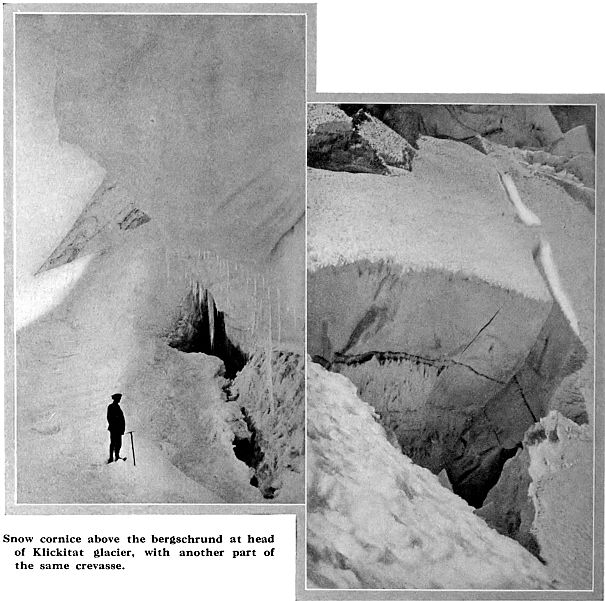 Snow cornice above the bergschrund at head
of Klickitat glacier, with another part of
the same crevasse.